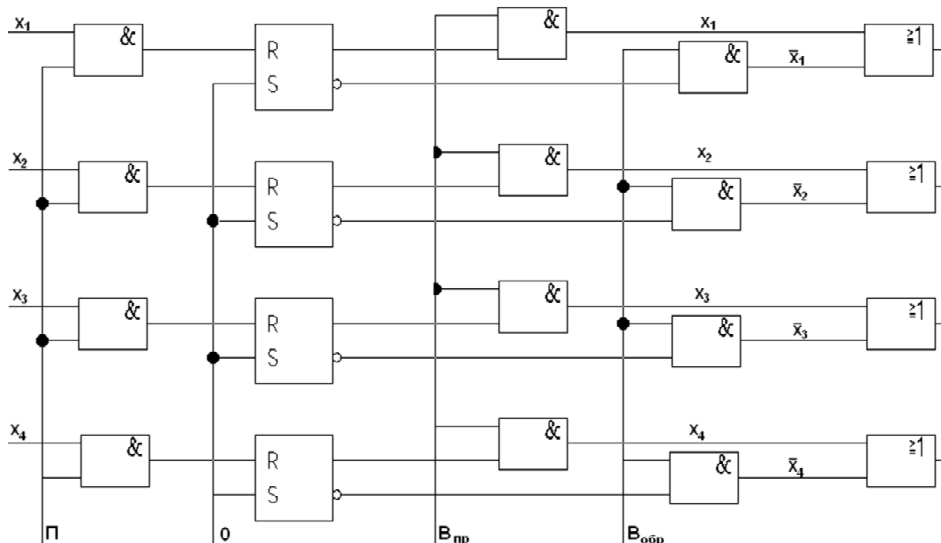 x₁ & R S & x₁ & x̄₁ ≧1
x₂ & R S & x₂ & x̄₂ ≧1
x₃ & R S & x₃ & x̄₃ ≧1
x₄ & R S & x₄ & x̄₄ ≧1
П 0 Bпр Bобр